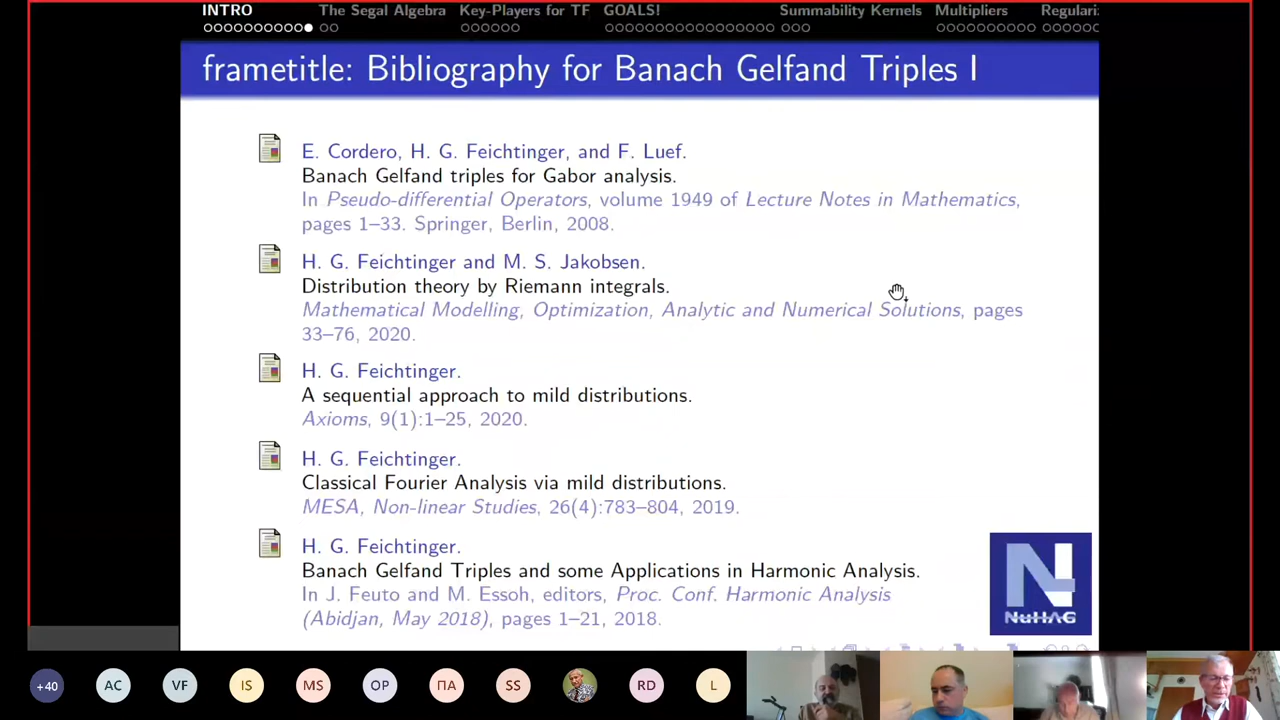 INTRO The Segal Algebra Key-Players for TF GOALS! Summability Kernels Multipliers Regulari
frametitle: Bibliography for Banach Gelfand Triples I
E. Cordero, H. G. Feichtinger, and F. Luef.
Banach Gelfand triples for Gabor analysis.
In Pseudo-differential Operators, volume 1949 of Lecture Notes in Mathematics,
pages 1–33. Springer, Berlin, 2008.
H. G. Feichtinger and M. S. Jakobsen.
Distribution theory by Riemann integrals.
Mathematical Modelling, Optimization, Analytic and Numerical Solutions, pages
33–76, 2020.
H. G. Feichtinger.
A sequential approach to mild distributions.
Axioms, 9(1):1–25, 2020.
H. G. Feichtinger.
Classical Fourier Analysis via mild distributions.
MESA, Non-linear Studies, 26(4):783–804, 2019.
H. G. Feichtinger.
Banach Gelfand Triples and some Applications in Harmonic Analysis.
In J. Feuto and M. Essoh, editors, Proc. Conf. Harmonic Analysis
(Abidjan, May 2018), pages 1–21, 2018.
N
NuHAG
+40 AC VF IS MS OP ПА SS RD L